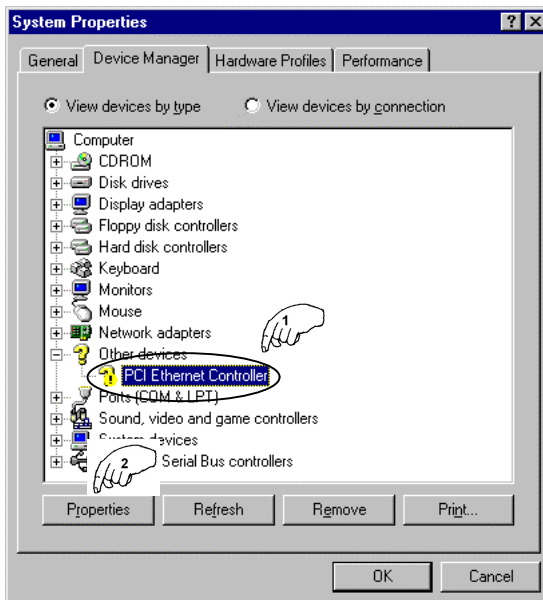 System Properties
General Device Manager Hardware Profiles Performance
View devices by type View devices by connection
Computer
CDROM
Disk drives
Display adapters
Floppy disk controllers
Hard disk controllers
Keyboard
Monitors
Mouse
Network adapters
1
Other devices
PCI Ethernet Controller
Ports (COM & LPT)
Sound, video and game controllers
System devices
2 Serial Bus controllers
Properties Refresh Remove Print...
OK Cancel